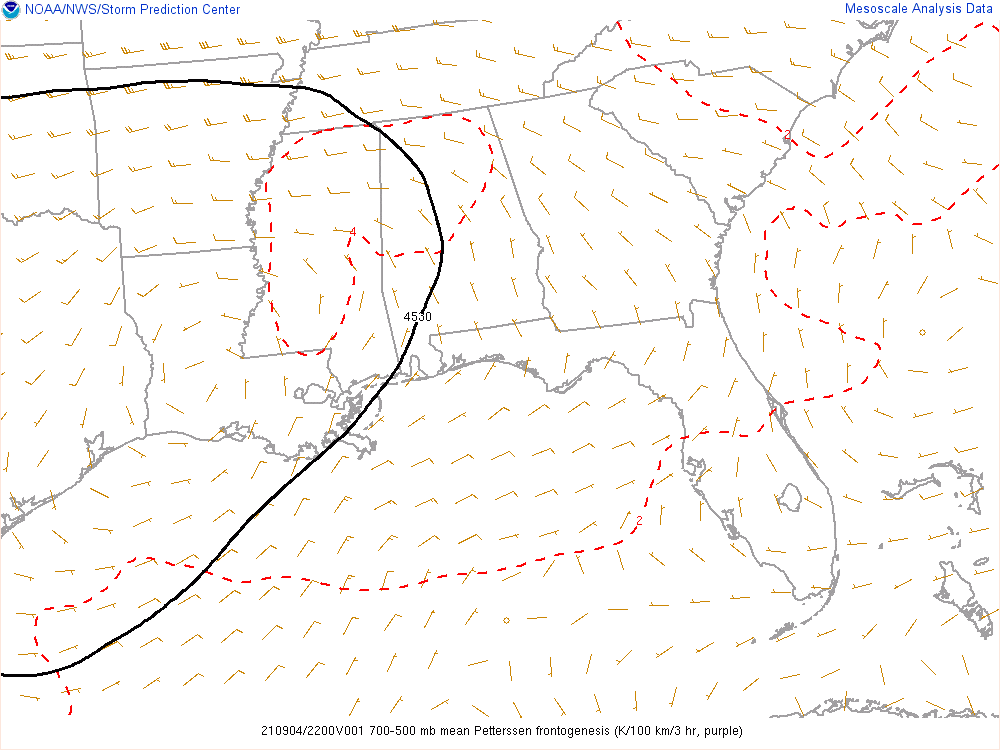 NOAA/NWS/Storm Prediction Center
Mesoscale Analysis Data
2
4
4530
2
210904/2200V001 700-500 mb mean Petterssen frontogenesis (K/100 km/3 hr, purple)